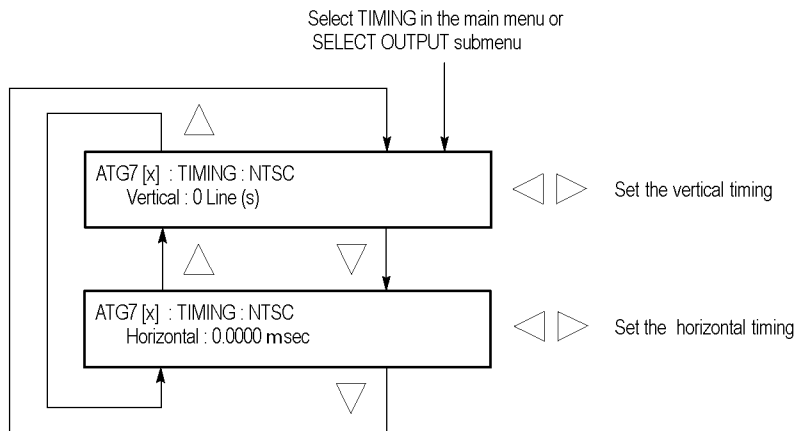 Select TIMING in the main menu or
SELECT OUTPUT submenu
ATG7 [x] : TIMING : NTSC
Vertical : 0 Line (s)
Set the vertical timing
ATG7 [x] : TIMING : NTSC
Horizontal : 0.0000 msec
Set the horizontal timing